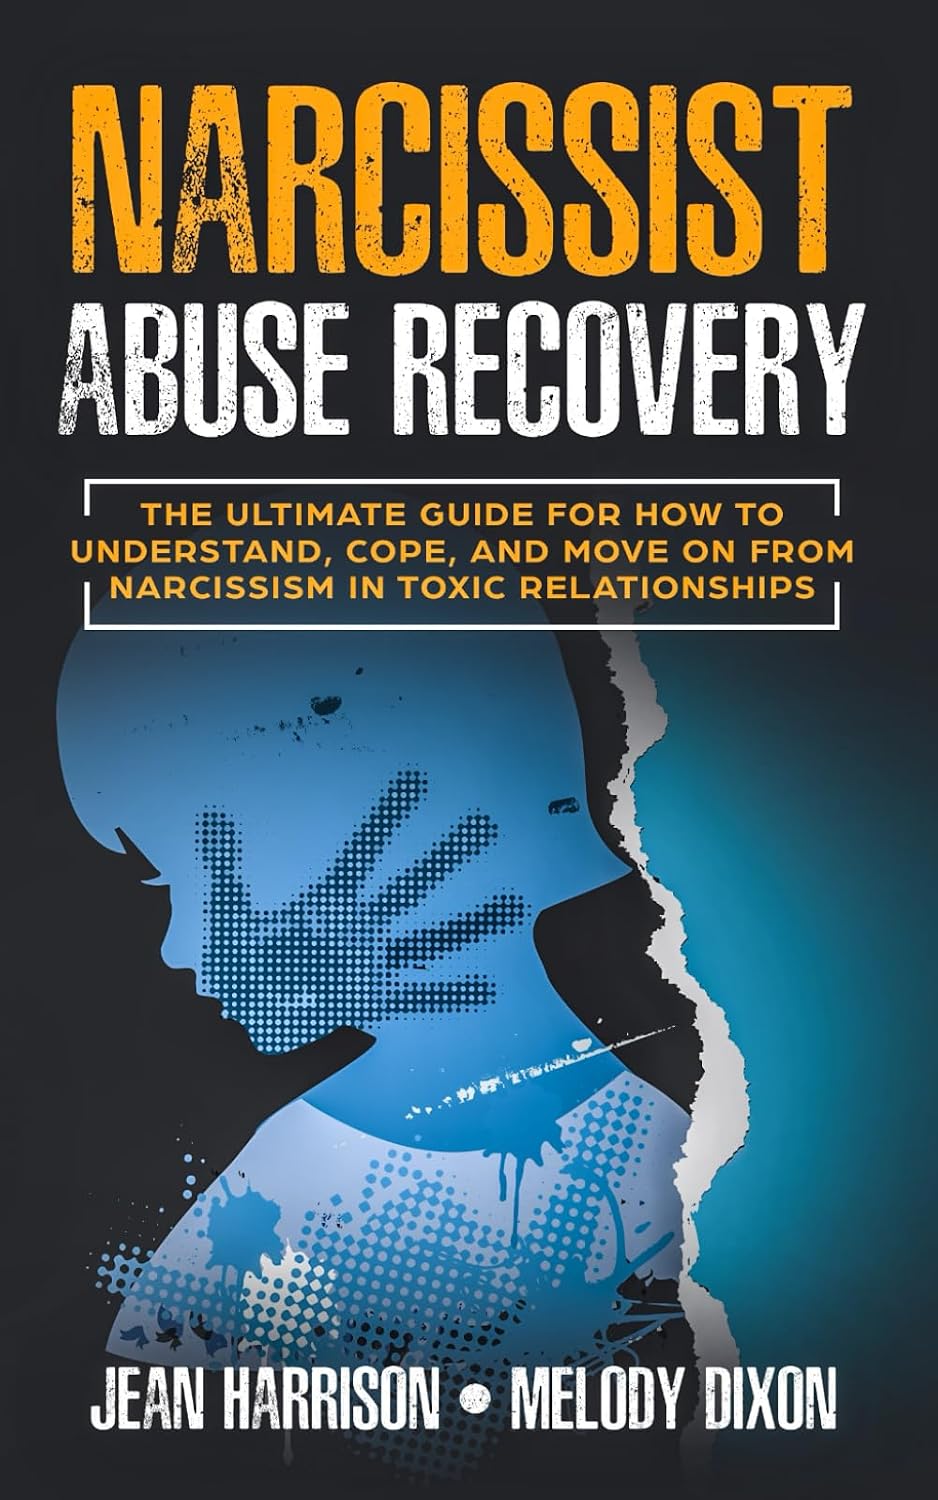 NARCISSIST
ABUSE RECOVERY
THE ULTIMATE GUIDE FOR HOW TO
UNDERSTAND, COPE, AND MOVE ON FROM
NARCISSISM IN TOXIC RELATIONSHIPS
JEAN HARRISON • MELODY DIXON